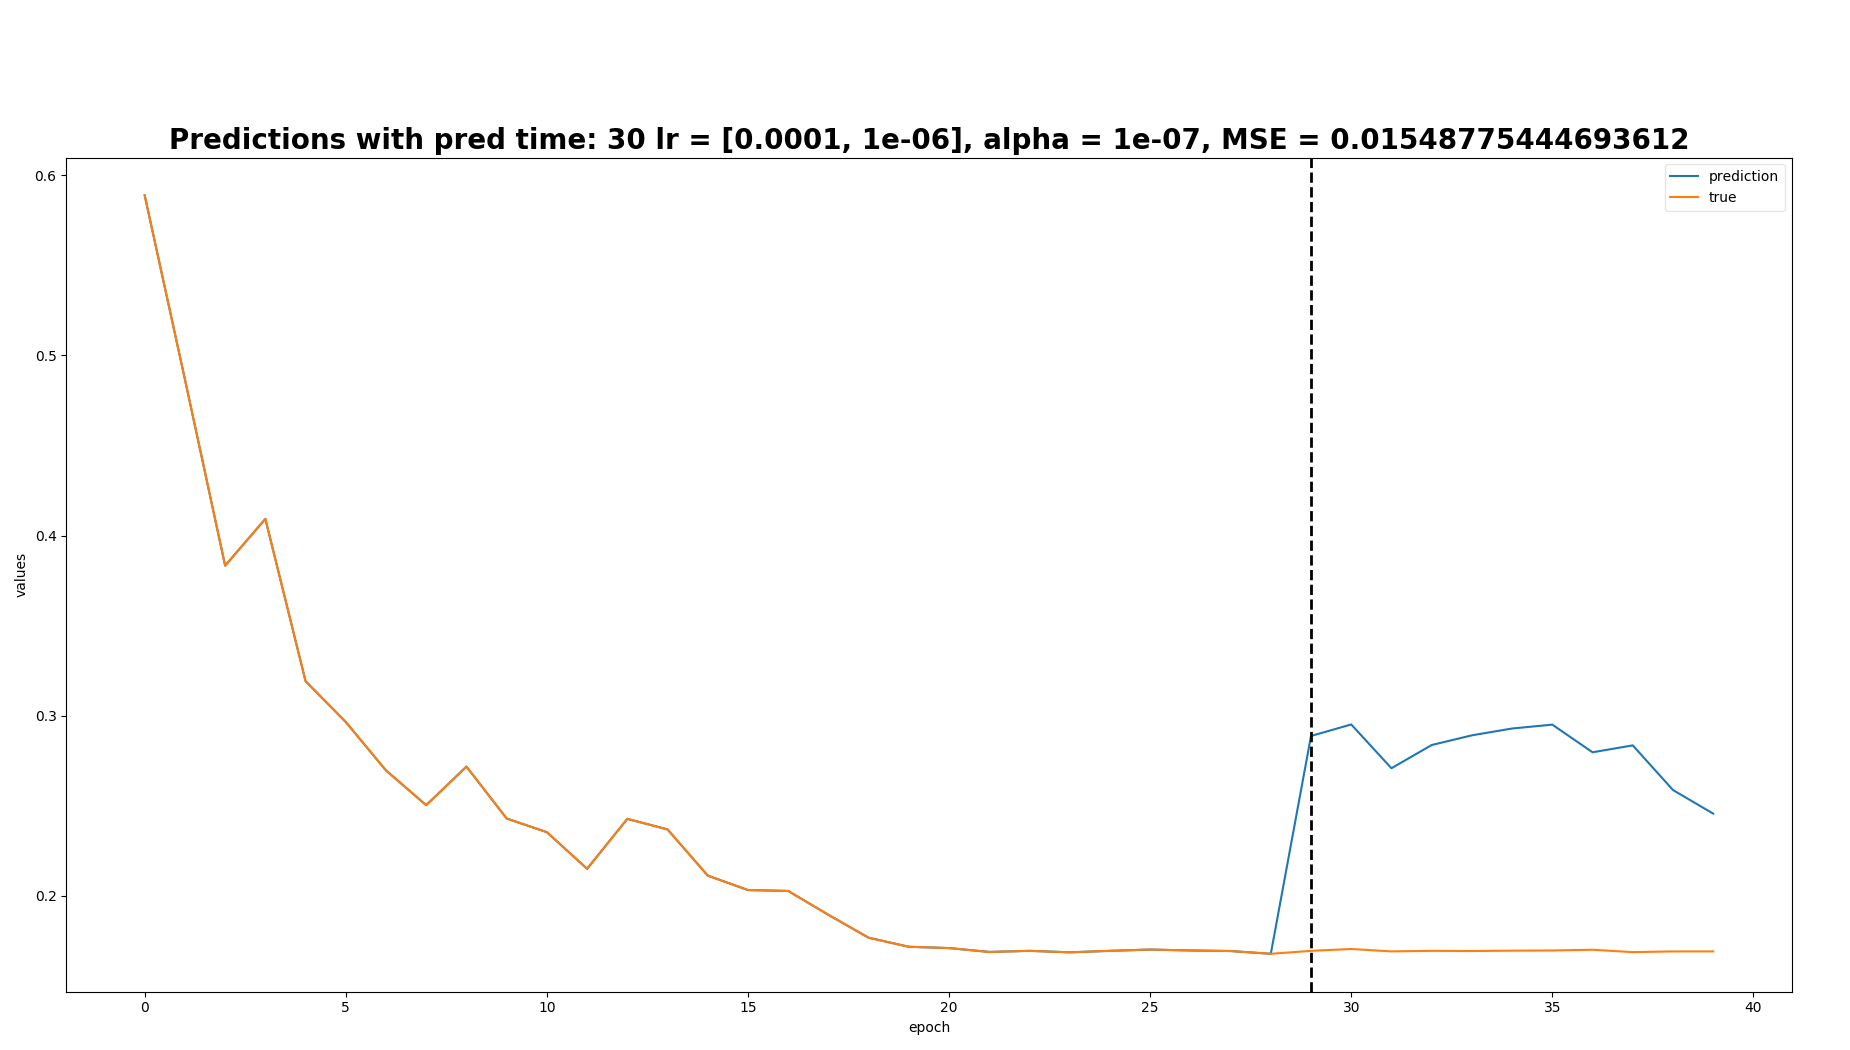 Predictions with pred time: 30 lr = [0.0001, 1e-06], alpha = 1e-07, MSE = 0.01548775444693612
prediction
true
0.6
0.5
0.4
0.3
0.2
values
0 5 10 15 20 25 30 35 40
epoch